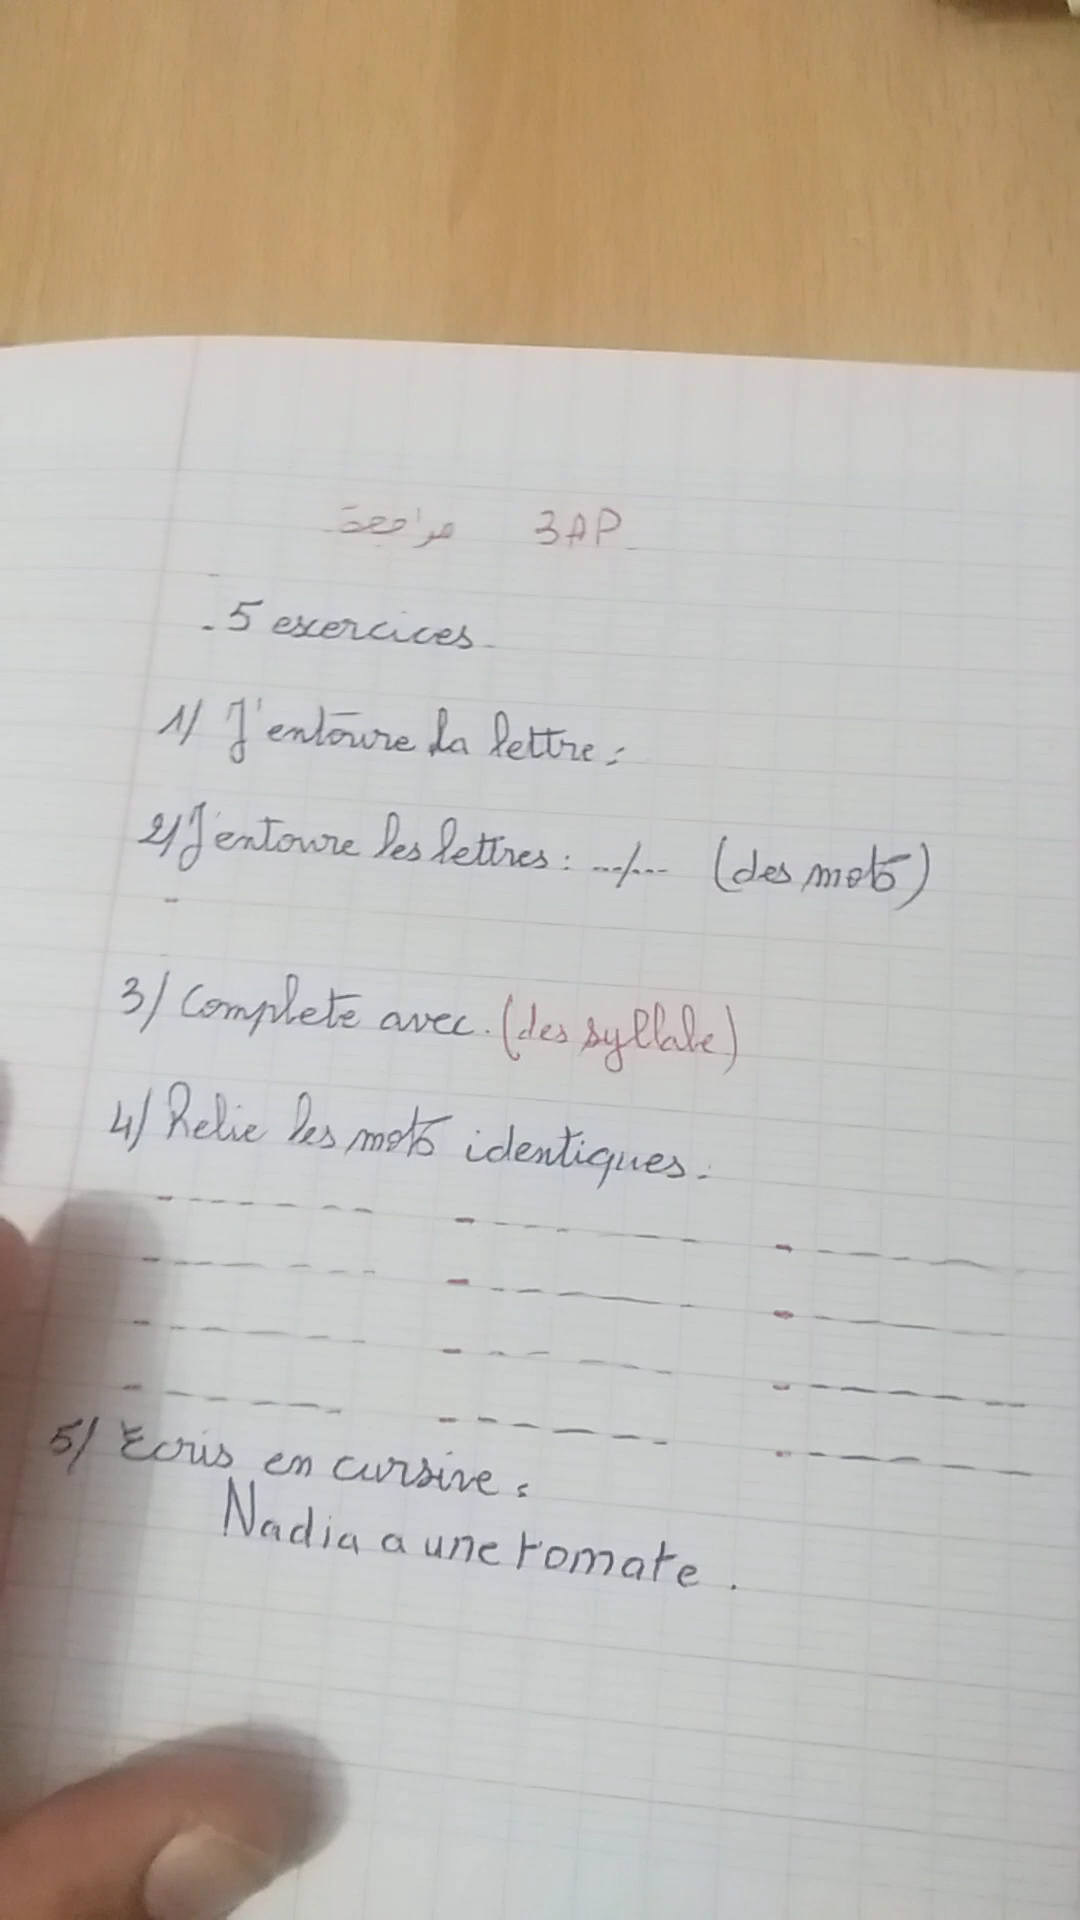 مراجعة 3AP
. 5 exercices
1/ J'entoure la lettre :
2/ J'entoure les lettres : .../... (des mots)
3/ Complete avec. (des syllabe)
4/ Relie les mots identiques.
- - - - - - - - - - - - - - - - - -
- - - - - - - - - - - - - - - - - -
- - - - - - - - - - - - - - - - - -
- - - - - - - - - - - - - - - - - -
5/ Ecris en cursive :
Nadia a une tomate .